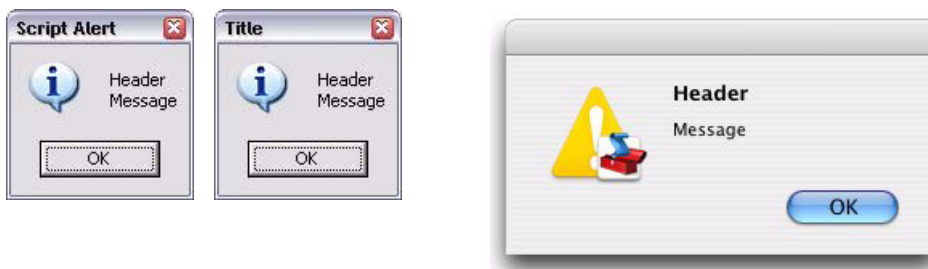 Script Alert
Header
Message
OK
Title
Header
Message
OK
Header
Message
OK